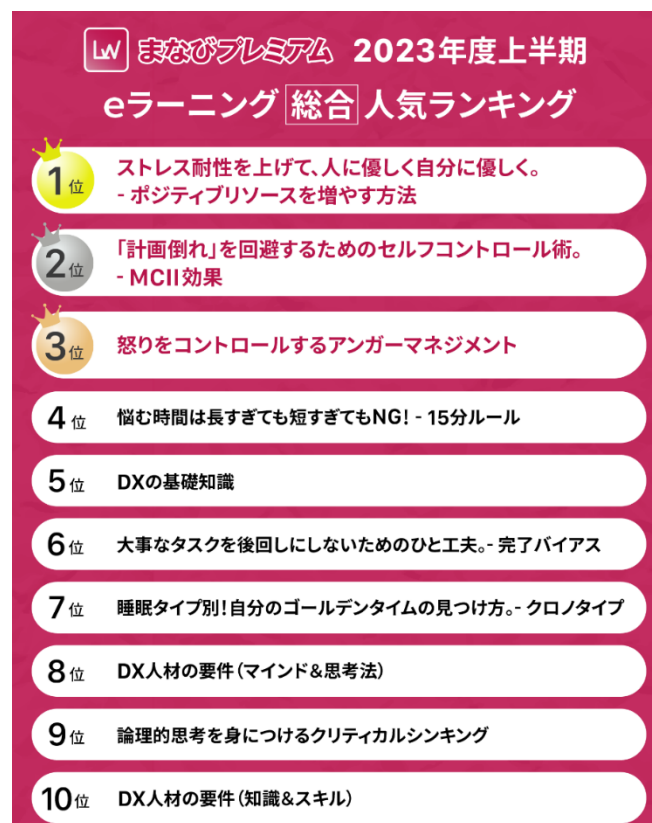 LW まなびプレミアム 2023年度上半期
eラーニング 総合 人気ランキング
1位 ストレス耐性を上げて、人に優しく自分に優しく。
- ポジティブリソースを増やす方法
2位 「計画倒れ」を回避するためのセルフコントロール術。
- MCII効果
3位 怒りをコントロールするアンガーマネジメント
4位 悩む時間は長すぎても短すぎてもNG! - 15分ルール
5位 DXの基礎知識
6位 大事なタスクを後回しにしないためのひと工夫。- 完了バイアス
7位 睡眠タイプ別!自分のゴールデンタイムの見つけ方。- クロノタイプ
8位 DX人材の要件(マインド&思考法)
9位 論理的思考を身につけるクリティカルシンキング
10位 DX人材の要件(知識&スキル)